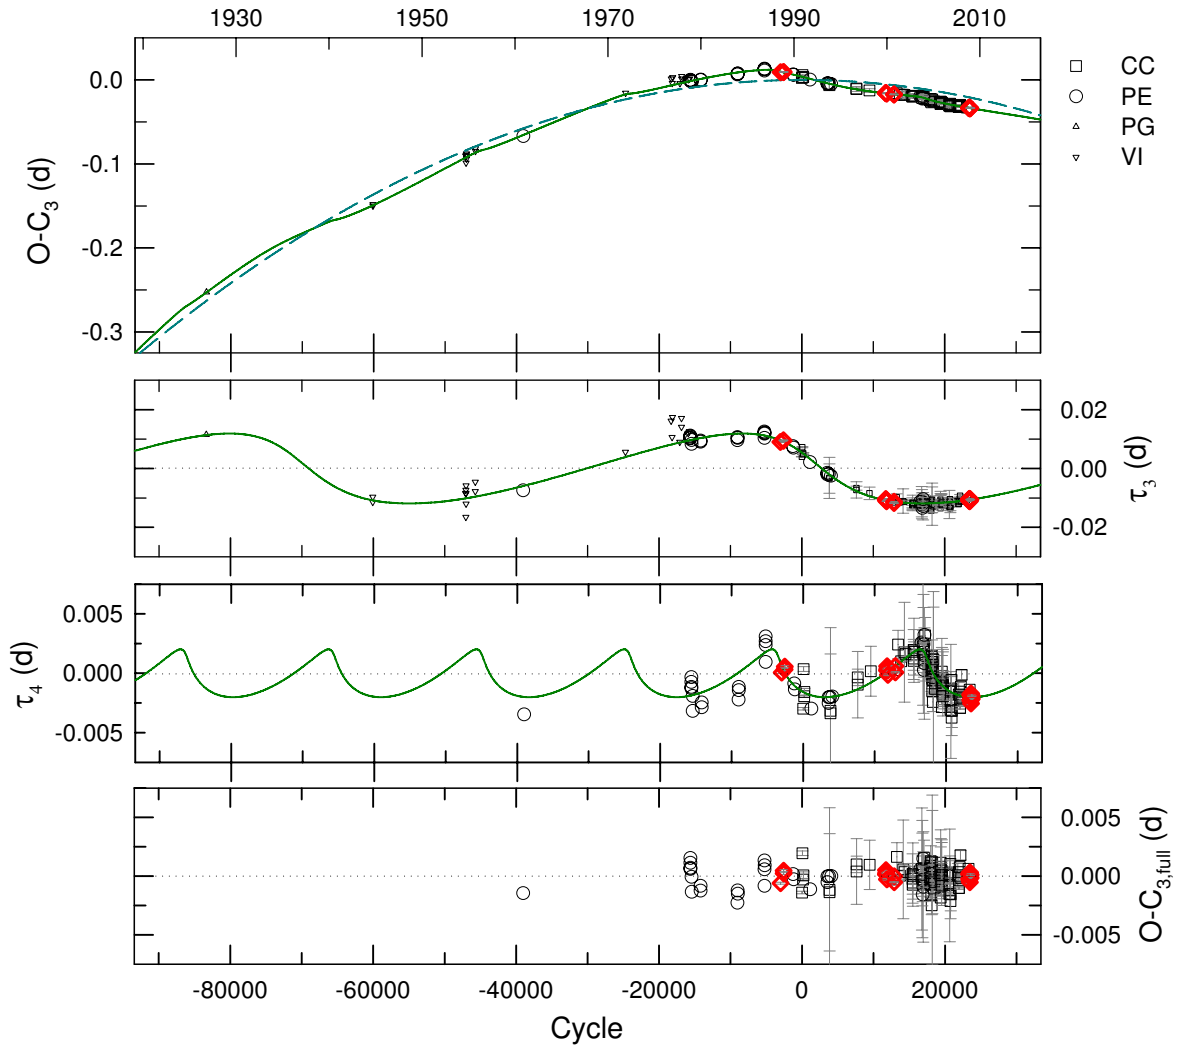 1930 1950 1970 1990 2010
0.0
-0.1
-0.2
-0.3
O-C3 (d)
CC
PE
PG
VI
0.02
0.00
-0.02
τ3 (d)
0.005
0.000
-0.005
τ4 (d)
0.005
0.000
-0.005
O-C3,full (d)
-80000 -60000 -40000 -20000 0 20000
Cycle